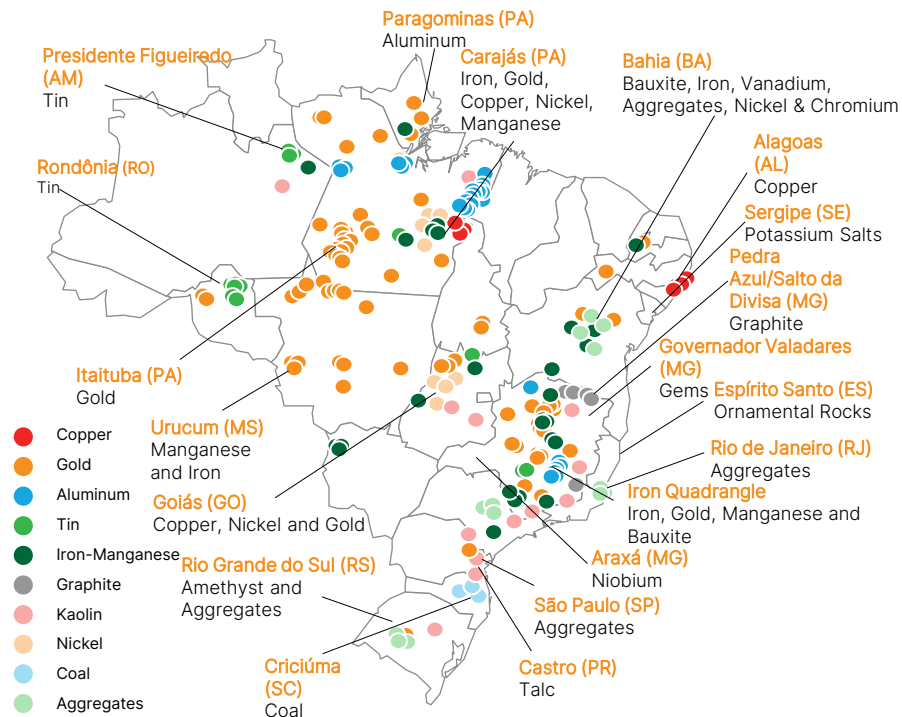 Paragominas (PA)
Aluminum
Presidente Figueiredo
(AM)
Tin
Carajás (PA)
Iron, Gold,
Copper, Nickel,
Manganese
Bahia (BA)
Bauxite, Iron, Vanadium,
Aggregates, Nickel & Chromium
Alagoas
(AL)
Copper
Rondônia (RO)
Tin
Sergipe (SE)
Potassium Salts
Pedra
Azul/Salto da
Divisa (MG)
Graphite
Governador Valadares
(MG)
Gems
Itaituba (PA)
Gold
Espírito Santo (ES)
Ornamental Rocks
Urucum (MS)
Manganese
and Iron
Rio de Janeiro (RJ)
Aggregates
Iron Quadrangle
Iron, Gold, Manganese and
Bauxite
Goiás (GO)
Copper, Nickel and Gold
Araxá (MG)
Niobium
Rio Grande do Sul (RS)
Amethyst and
Aggregates
São Paulo (SP)
Aggregates
Criciúma
(SC)
Coal
Castro (PR)
Talc
Copper
Gold
Aluminum
Tin
Iron-Manganese
Graphite
Kaolin
Nickel
Coal
Aggregates